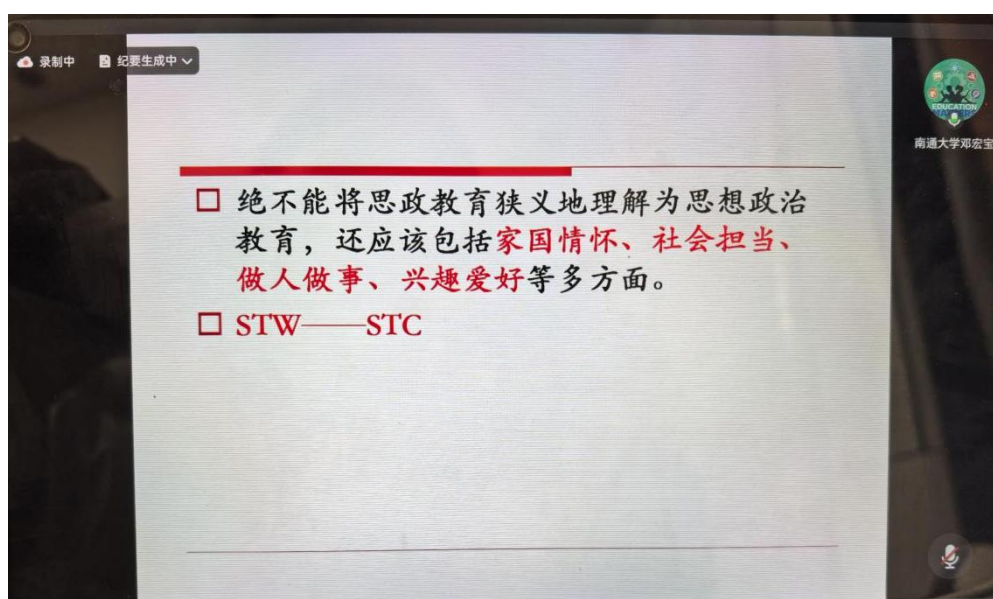 录制中
纪要生成中
EDUCATION
南通大学邓宏宝
绝不能将思政教育狭义地理解为思想政治
教育，还应该包括家国情怀、社会担当、
做人做事、兴趣爱好等多方面。
STW——STC